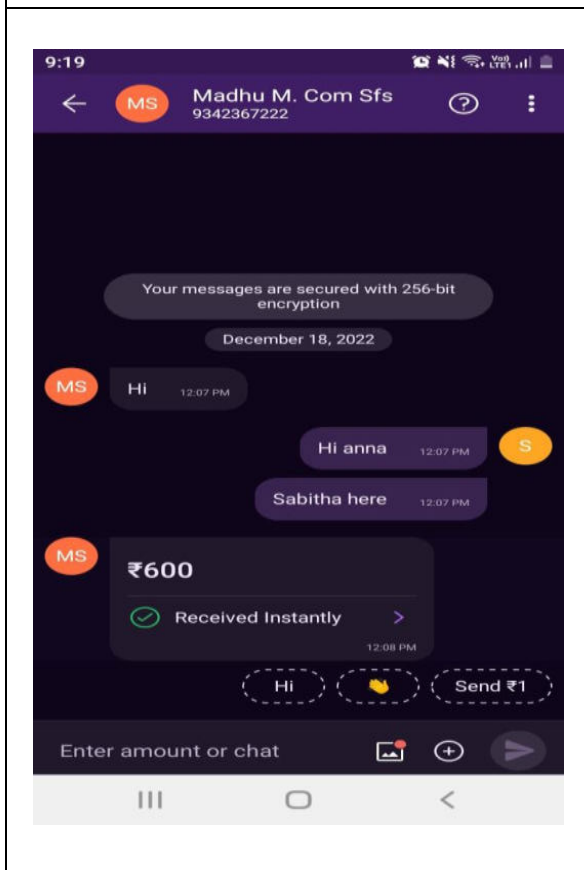 9:19
Vo) LTE1
MS
Madhu M. Com Sfs
9342367222
?
Your messages are secured with 256-bit
encryption
December 18, 2022
MS
Hi 12:07 PM
Hi anna 12:07 PM
S
Sabitha here 12:07 PM
MS
₹600
Received Instantly >
12:08 PM
Hi
Send ₹1
Enter amount or chat